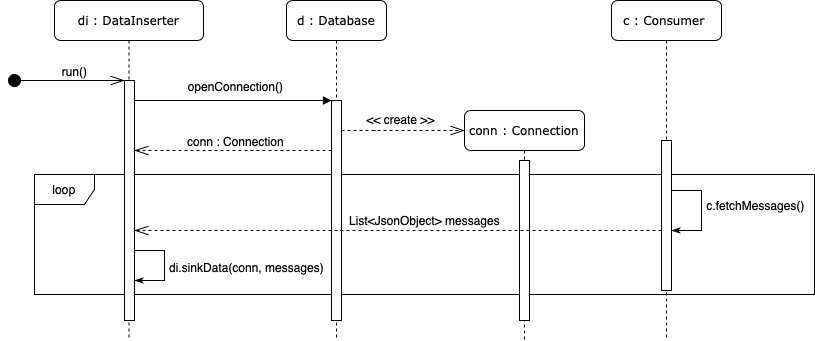 di : DataInserter
d : Database
c : Consumer
run()
openConnection()
<< create >>
conn : Connection
conn : Connection
loop
c.fetchMessages()
List<JsonObject> messages
di.sinkData(conn, messages)